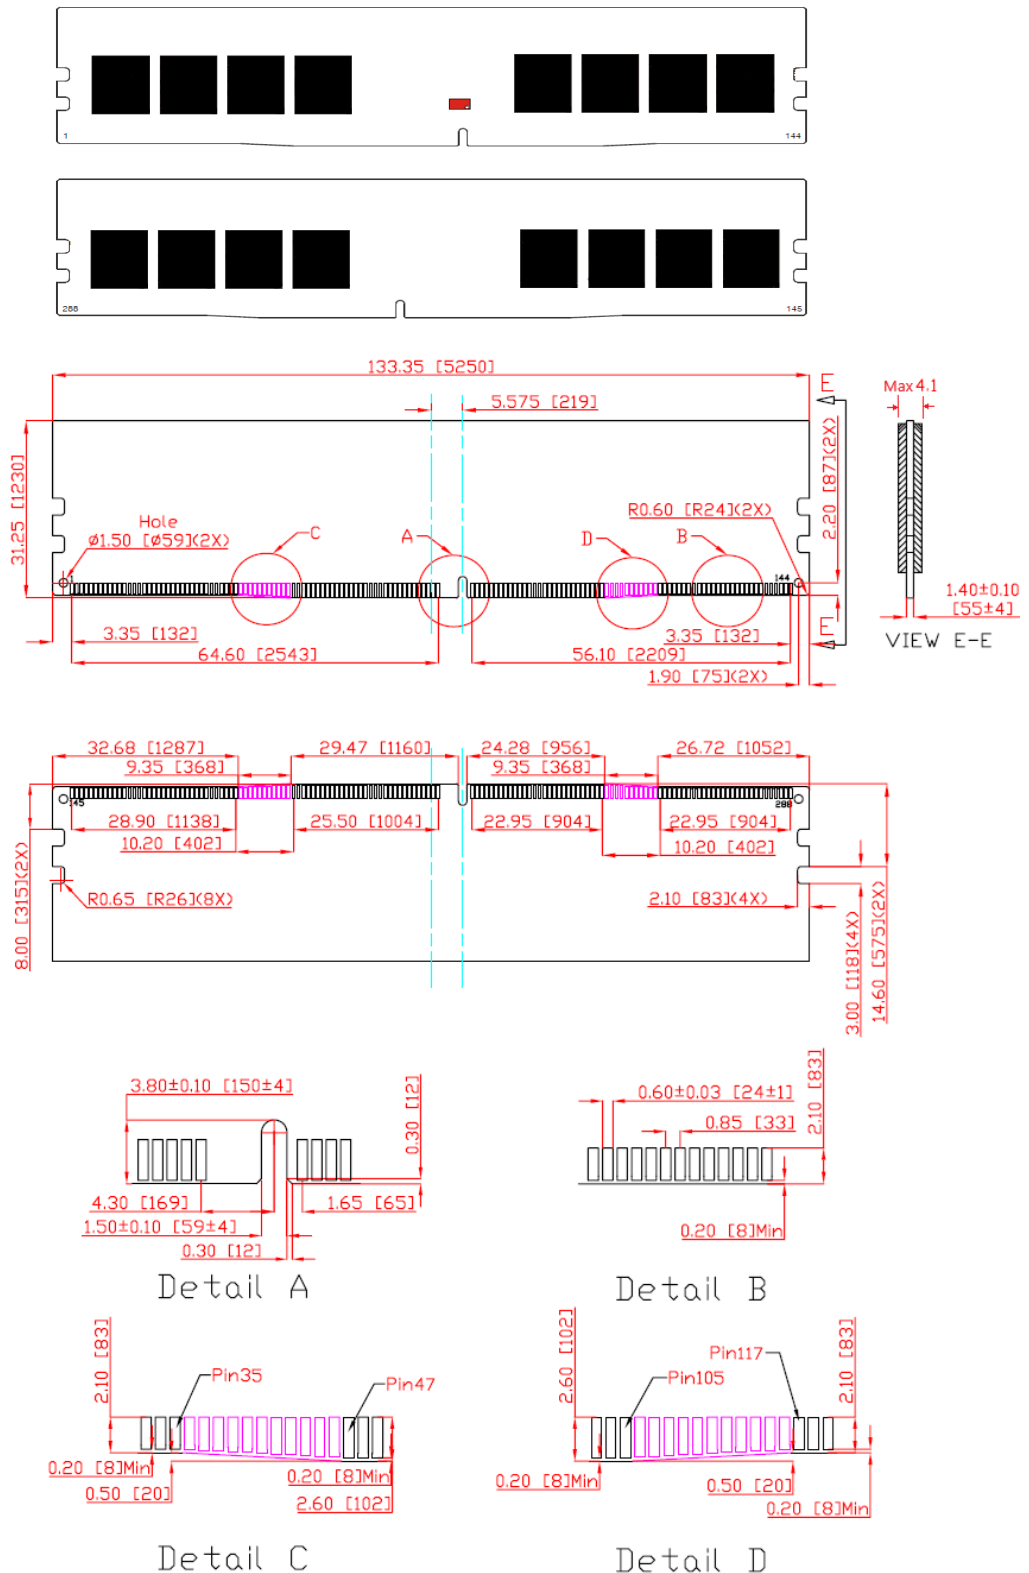 1
144
288
145
133.35 [5250]
5.575 [219]
E
Max 4.1
31.25 [1230]
2.20 [87](2X)
Hole
Ø1.50 [Ø59](2X)
C
A
D
B
R0.60 [R24](2X)
1
144
3.35 [132]
64.60 [2543]
56.10 [2209]
3.35 [132]
1.90 [75](2X)
E
1.40±0.10
[55±4]
VIEW E-E
32.68 [1287]
29.47 [1160]
24.28 [956]
26.72 [1052]
9.35 [368]
9.35 [368]
145
288
28.90 [1138]
25.50 [1004]
22.95 [904]
22.95 [904]
10.20 [402]
10.20 [402]
8.00 [315](2X)
R0.65 [R26](8X)
2.10 [83](4X)
3.00 [118](4X)
14.60 [575](2X)
3.80±0.10 [150±4]
0.30 [12]
4.30 [169]
1.65 [65]
1.50±0.10 [59±4]
0.30 [12]
Detail A
0.60±0.03 [24±1]
0.85 [33]
2.10 [83]
0.20 [8]Min
Detail B
2.10 [83]
Pin35
Pin47
0.20 [8]Min
0.50 [20]
0.20 [8]Min
2.60 [102]
Detail C
2.60 [102]
Pin105
Pin117
2.10 [83]
0.20 [8]Min
0.50 [20]
0.20 [8]Min
Detail D